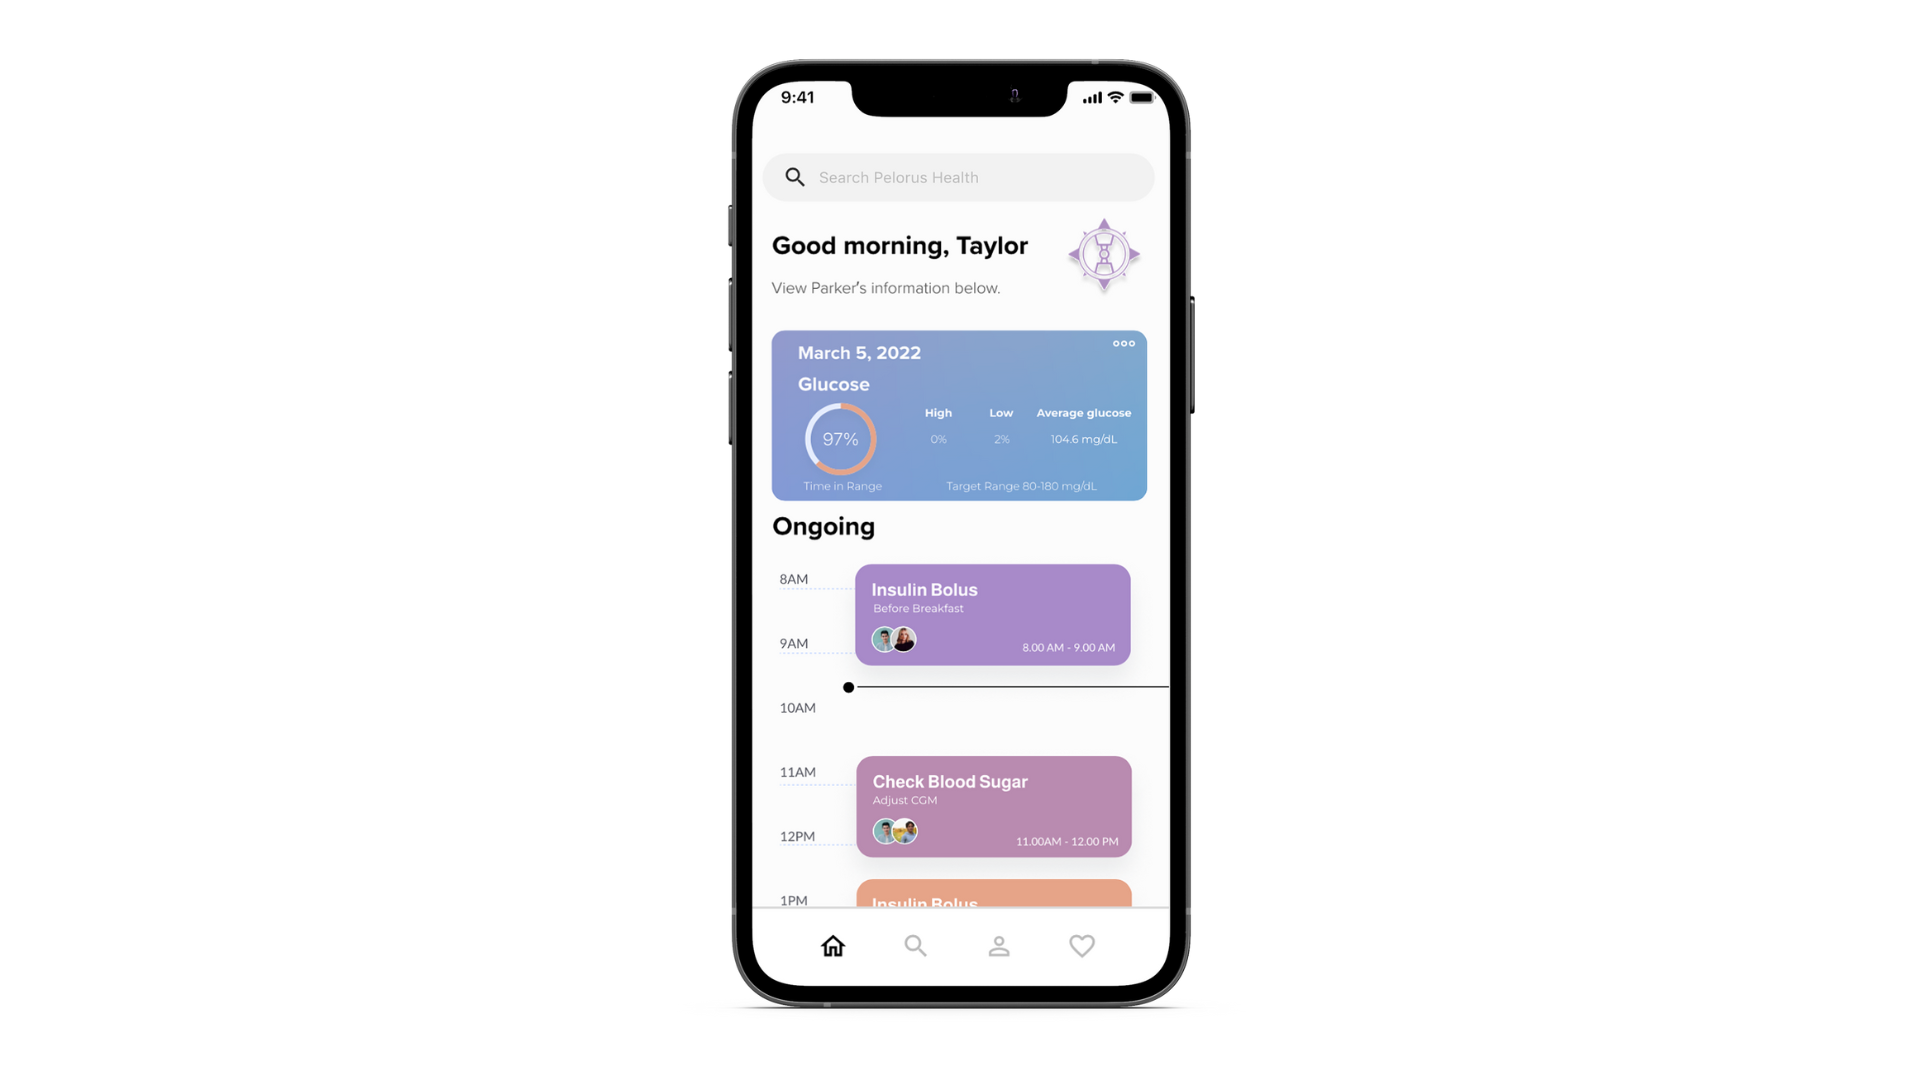 9:41
Search Pelorus Health
Good morning, Taylor
View Parker's information below.
March 5, 2022
Glucose
High Low Average glucose
97% 0% 2% 104.6 mg/dL
Time in Range Target Range 80-180 mg/dL
Ongoing
8AM
Insulin Bolus
Before Breakfast
9AM
8.00 AM - 9.00 AM
10AM
11AM
Check Blood Sugar
Adjust CGM
12PM
11.00AM - 12.00 PM
1PM
Insulin Bolus